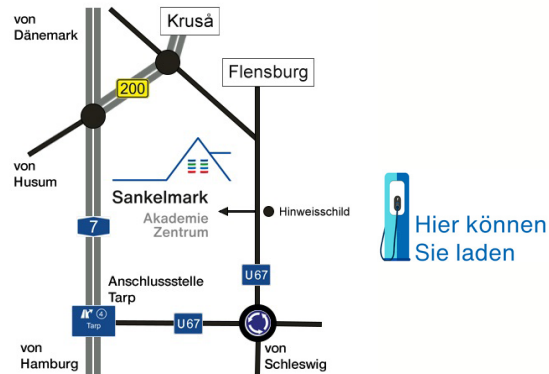 von
Dänemark
Kruså
Flensburg
200
von
Husum
Sankelmark
Akademie
Zentrum
Hinweisschild
7
Hier können
Sie laden
U67
Anschlussstelle
Tarp
4
Tarp
U67
von
Hamburg
von
Schleswig